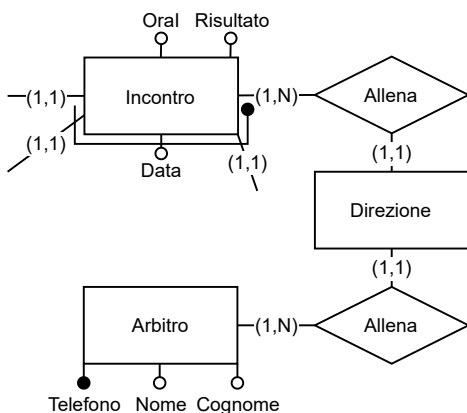 OraI Risultato
(1,1) Incontro (1,N) Allena
(1,1) Data (1,1) (1,1)
Direzione
(1,1)
Arbitro (1,N) Allena
Telefono Nome Cognome